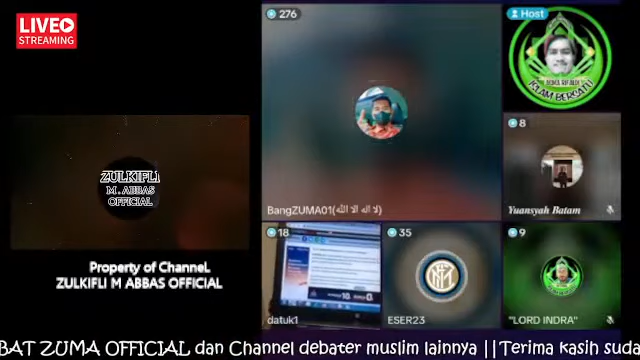 LIVE
STREAMING
276
Host
ISLAM BERSATU
ZULKIFLI
M. ABBAS
OFFICIAL
8
BangZUMA01(لا اله الا الله)
Yuansyah Batam
18
35
9
Property of Channel.
ZULKIFLI M ABBAS OFFICIAL
datuk1
ESER23
"LORD INDRA"
BAT ZUMA OFFICIAL dan Channel debater muslim lainnya ||Terima kasih suda